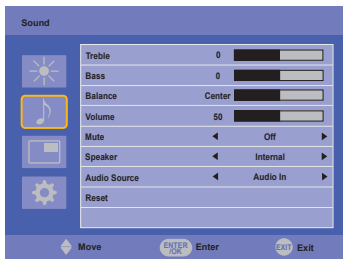 Sound
Treble 0
Bass 0
Balance Center
Volume 50
Mute Off
Speaker Internal
Audio Source Audio In
Reset
Move ENTER /OK Enter EXIT Exit